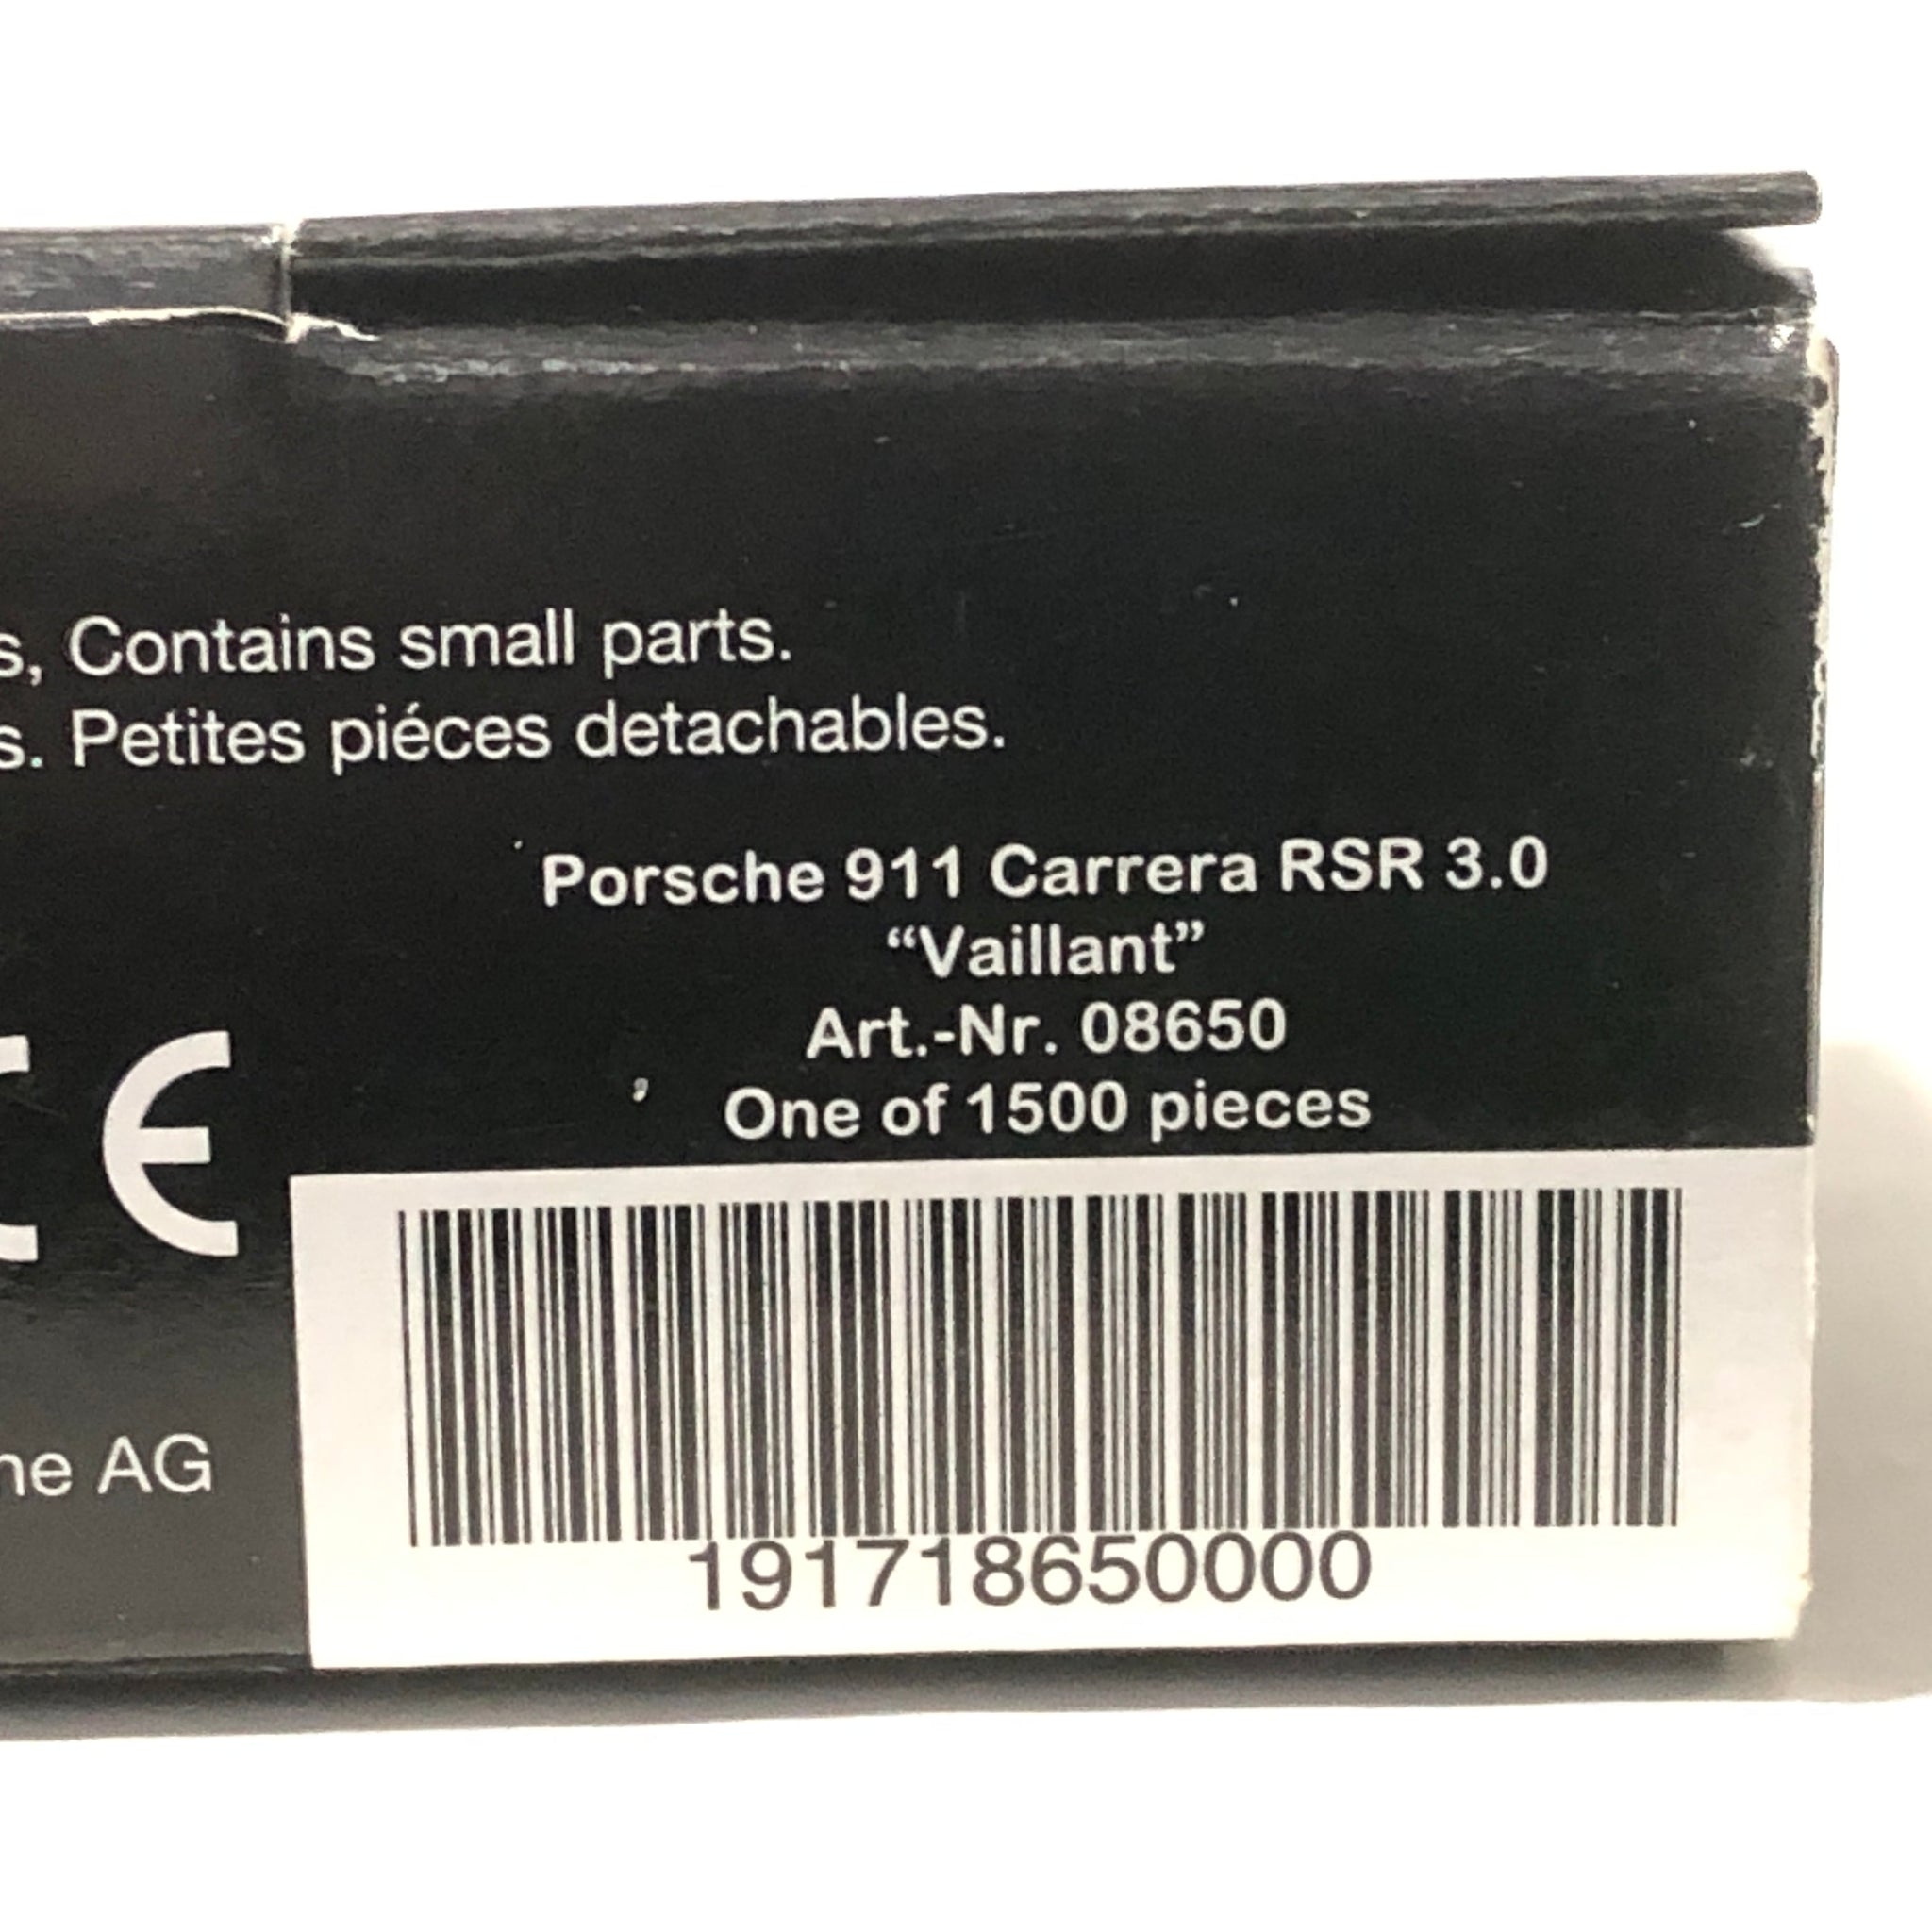 s, Contains small parts.
s. Petites piéces detachables.
Porsche 911 Carrera RSR 3.0
“Vaillant”
Art.-Nr. 08650
One of 1500 pieces
CE
he AG
191718650000